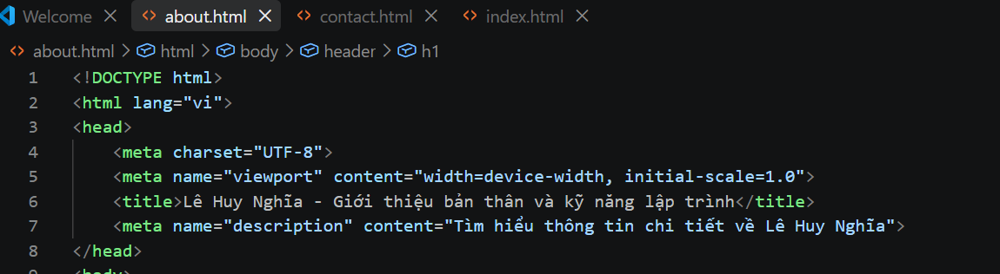 Welcome about.html contact.html index.html
about.html > html > body > header > h1
1 <!DOCTYPE html>
2 <html lang="vi">
3 <head>
4 <meta charset="UTF-8">
5 <meta name="viewport" content="width=device-width, initial-scale=1.0">
6 <title>Lê Huy Nghĩa - Giới thiệu bản thân và kỹ năng lập trình</title>
7 <meta name="description" content="Tìm hiểu thông tin chi tiết về Lê Huy Nghĩa">
8 </head>
9 <body>